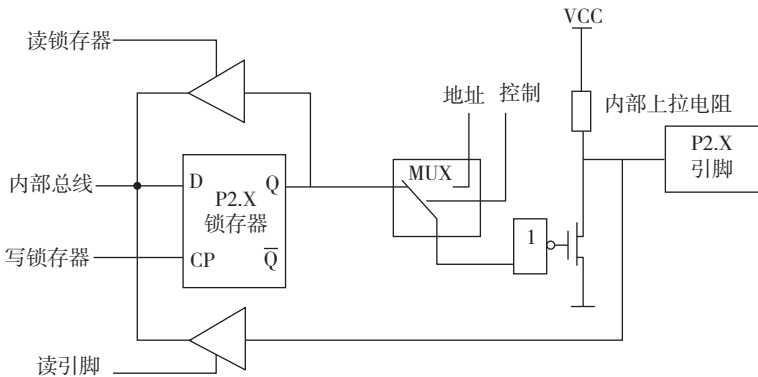 VCC
读锁存器
地址 控制
内部上拉电阻
P2.X
引脚
MUX
内部总线
D
Q
P2.X
锁存器
1
写锁存器
CP
Q̅
读引脚